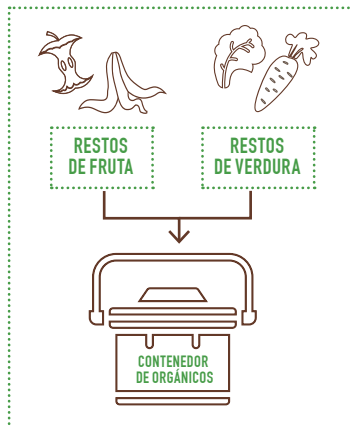 RESTOS
DE FRUTA
RESTOS
DE VERDURA
CONTENEDOR
DE ORGÁNICOS